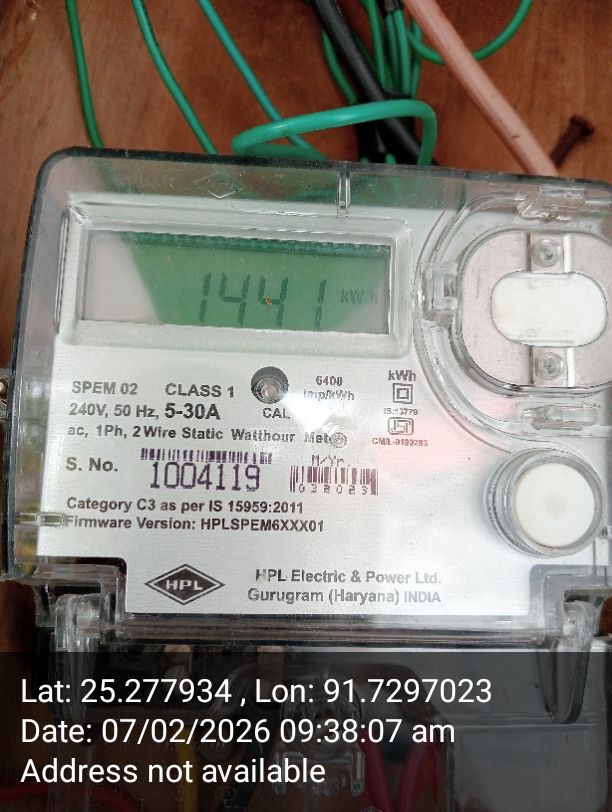 1441 kWh
SPEM 02 CLASS 1
6400 imp/kWh
kWh
240V, 50 Hz, 5-30A
CAL
IS:13779
ac, 1Ph, 2 Wire Static Watthour Meter
CM/L-9190283
S. No. 1004119
M/Yr.:
032023
Category C3 as per IS 15959:2011
Firmware Version: HPLSPEM6XXX01
HPL
HPL Electric & Power Ltd.
Gurugram (Haryana) INDIA
Lat: 25.277934 , Lon: 91.7297023
Date: 07/02/2026 09:38:07 am
Address not available